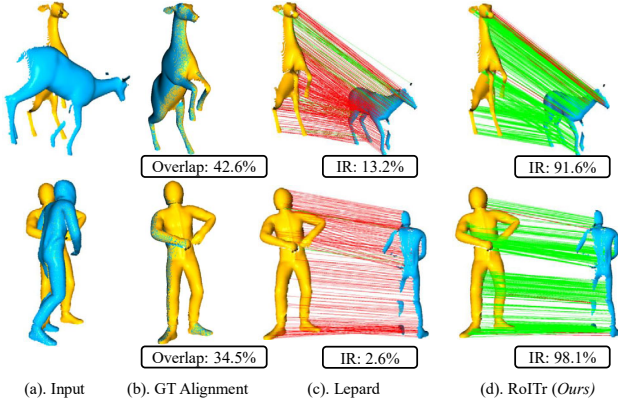 Overlap: 42.6%
IR: 13.2%
IR: 91.6%
Overlap: 34.5%
IR: 2.6%
IR: 98.1%
(a). Input
(b). GT Alignment
(c). Lepard
(d). RoITr (Ours)